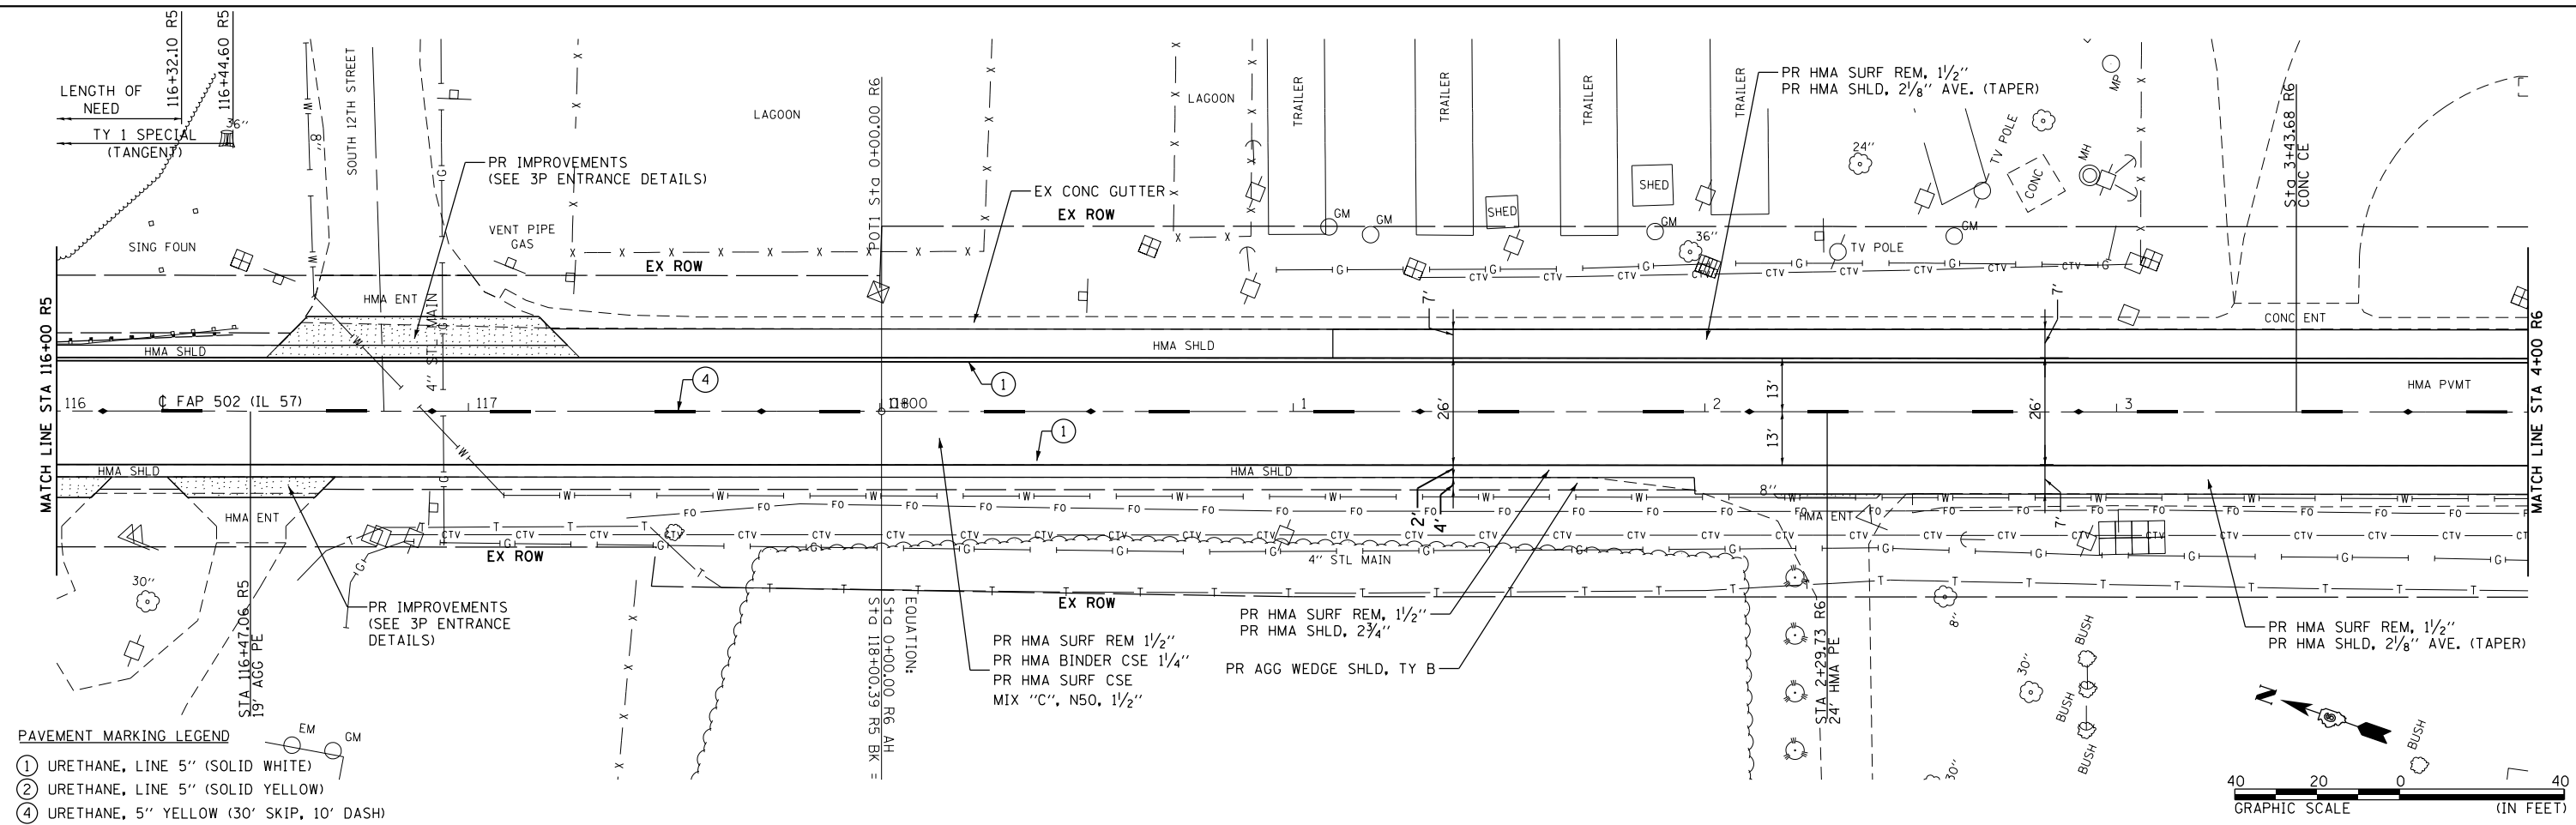 116+32.10 R5
116+44.60 R5
LENGTH OF
NEED
TY 1 SPECIAL
(TANGENT)
36"
W
8"
SOUTH 12TH STREET
G
PR IMPROVEMENTS
(SEE 3P ENTRANCE DETAILS)
SING FOUN
VENT PIPE
GAS
EX ROW
HMA ENT
LAGOON
POT1 Sta 0+00.00 R6
EX CONC GUTTER
EX ROW
LAGOON
TRAILER
TRAILER
TRAILER
TRAILER
SHED
SHED
GM
GM
GM
GM
36"
PR HMA SURF REM, 1½"
PR HMA SHLD, 2⅛" AVE. (TAPER)
24"
TV POLE
TV POLE
CONC
MH
MP
Sta 3+43.68 R6
CONC CE
CONC ENT
G
CTV
MATCH LINE STA 116+00 R5
HMA SHLD
4" ST. MAIN
HMA SHLD
7'
7'
MATCH LINE STA 4+00 R6
HMA PVMT
116
℄ FAP 502 (IL 57)
117
4
1
1
1
2
3
26'
13'
13'
26'
HMA SHLD
HMA SHLD
2'
4'
7'
8"
HMA ENT
HMA ENT
W
FO
CTV
G
T
4" STL MAIN
EX ROW
EX ROW
30"
STA 116+47.06 R5
19' AGG PE
PR IMPROVEMENTS
(SEE 3P ENTRANCE
DETAILS)
EQUATION:
Sta 0+00.00 R6 AH
Sta 118+00.39 R5 BK =
PR HMA SURF REM 1½"
PR HMA BINDER CSE 1¼"
PR HMA SURF CSE
MIX "C", N50, 1½"
PR HMA SURF REM, 1½"
PR HMA SHLD, 2¾"
PR AGG WEDGE SHLD, TY B
STA 2+29.73 R6
24' HMA PE
8"
30"
30"
BUSH
BUSH
BUSH
BUSH
PR HMA SURF REM, 1½"
PR HMA SHLD, 2⅛" AVE. (TAPER)
N
EM
GM
PAVEMENT MARKING LEGEND
1 URETHANE, LINE 5" (SOLID WHITE)
2 URETHANE, LINE 5" (SOLID YELLOW)
4 URETHANE, 5" YELLOW (30' SKIP, 10' DASH)
40 20 0 40
GRAPHIC SCALE (IN FEET)